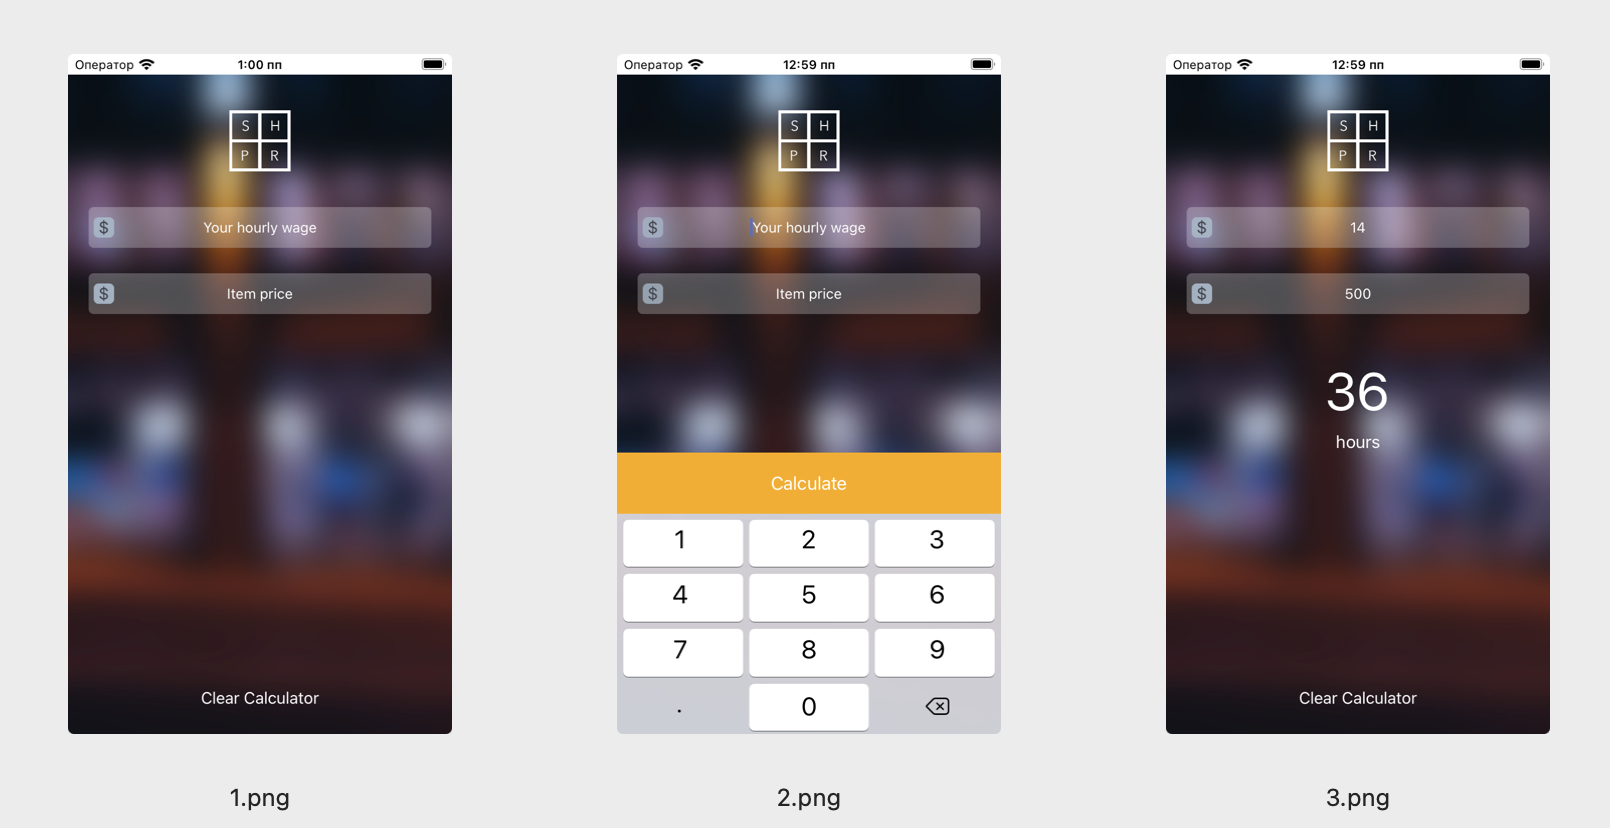 Оператор 1:00 пп
S H
P R
$ Your hourly wage
$ Item price
Clear Calculator
1.png
Оператор 12:59 пп
S H
P R
$ Your hourly wage
$ Item price
Calculate
1 2 3
4 5 6
7 8 9
. 0
2.png
Оператор 12:59 пп
S H
P R
$ 14
$ 500
36
hours
Clear Calculator
3.png